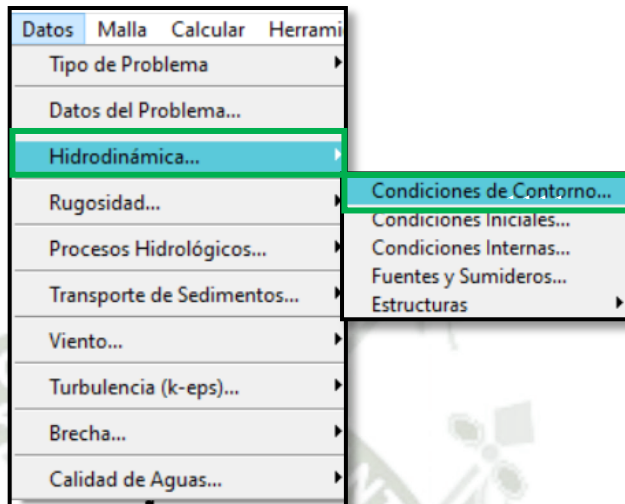 Datos Malla Calcular Herrami
Tipo de Problema
Datos del Problema...
Hidrodinámica...
Rugosidad...
Procesos Hidrológicos...
Transporte de Sedimentos...
Viento...
Turbulencia (k-eps)...
Brecha...
Calidad de Aguas...
Condiciones de Contorno...
Condiciones Iniciales...
Condiciones Internas...
Fuentes y Sumideros...
Estructuras